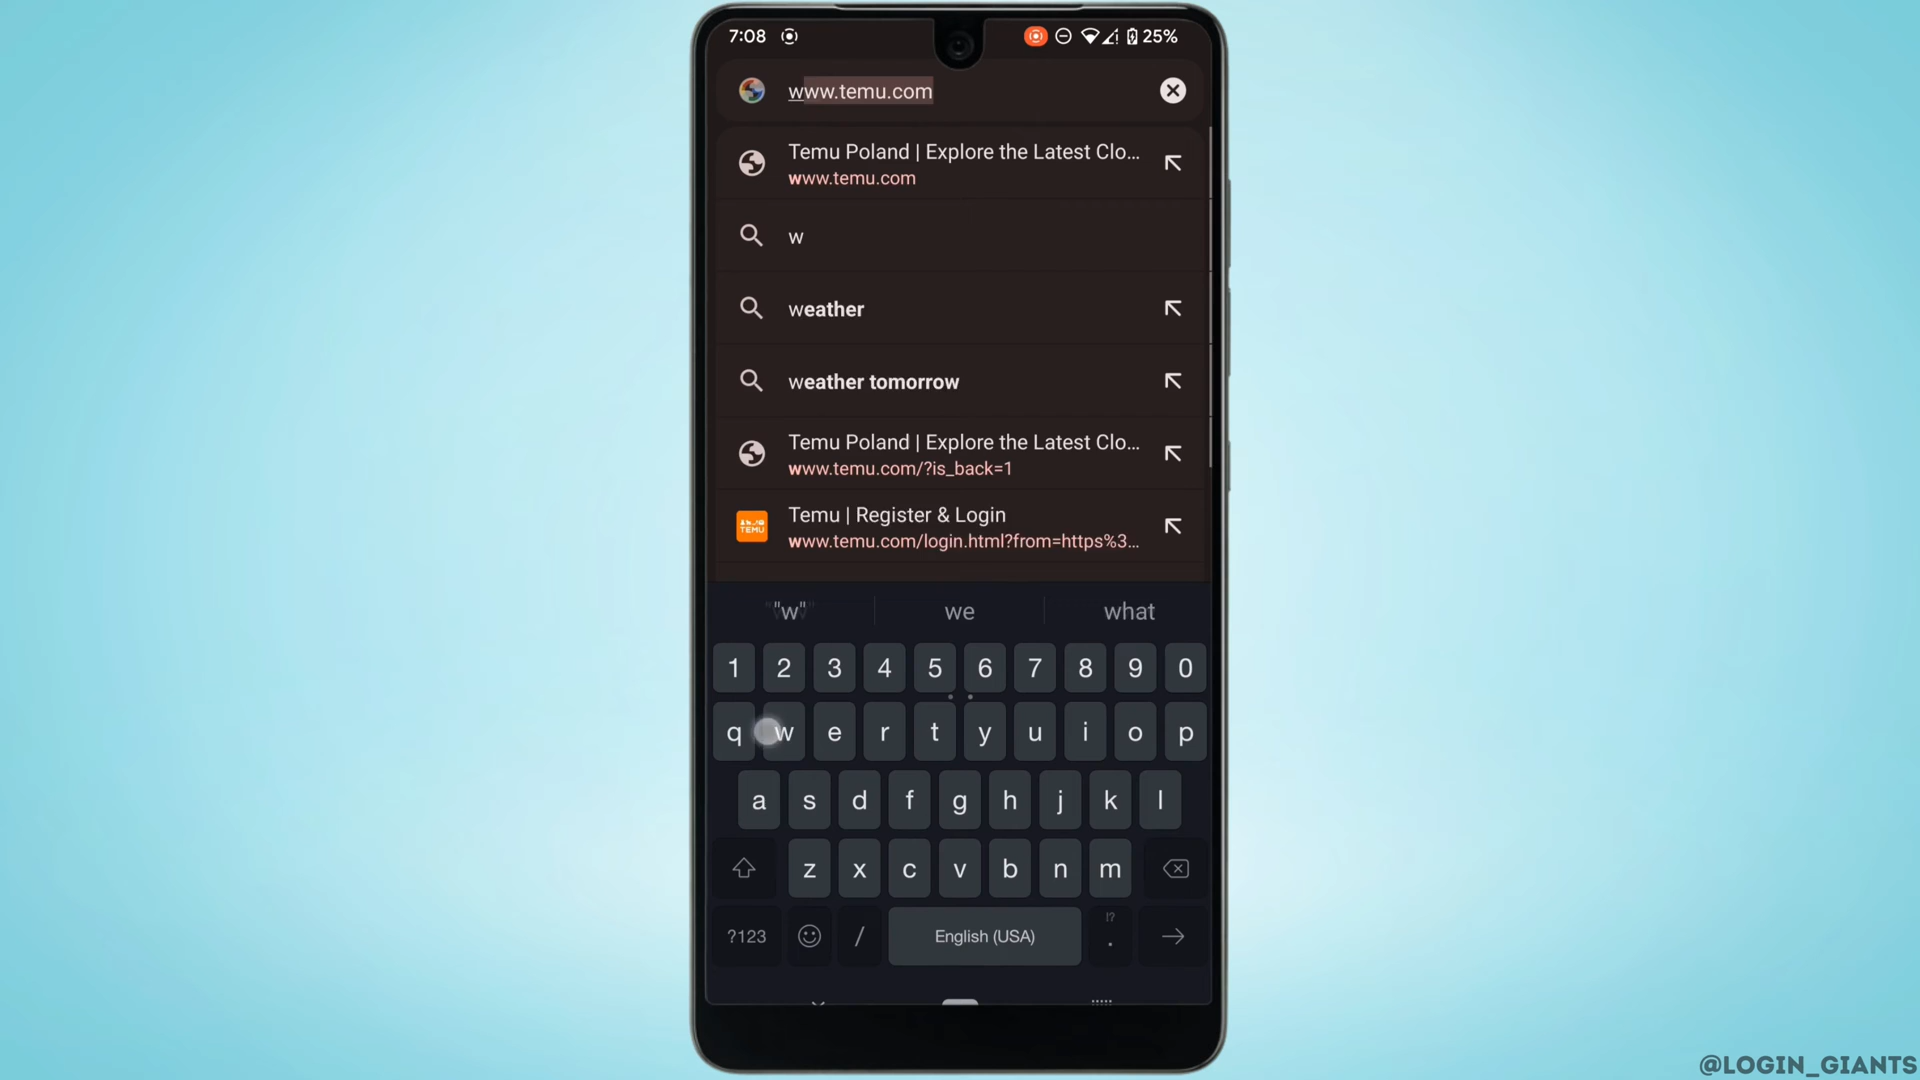 7:08 25%
www.temu.com
Temu Poland | Explore the Latest Clo...
www.temu.com
w
weather
weather tomorrow
Temu Poland | Explore the Latest Clo...
www.temu.com/?is_back=1
TEMU
Temu | Register & Login
www.temu.com/login.html?from=https%3...
"w" we what
1 2 3 4 5 6 7 8 9 0
q w e r t y u i o p
a s d f g h j k l
z x c v b n m
?123 / English (USA) !? .
@LOGIN_GIANTS